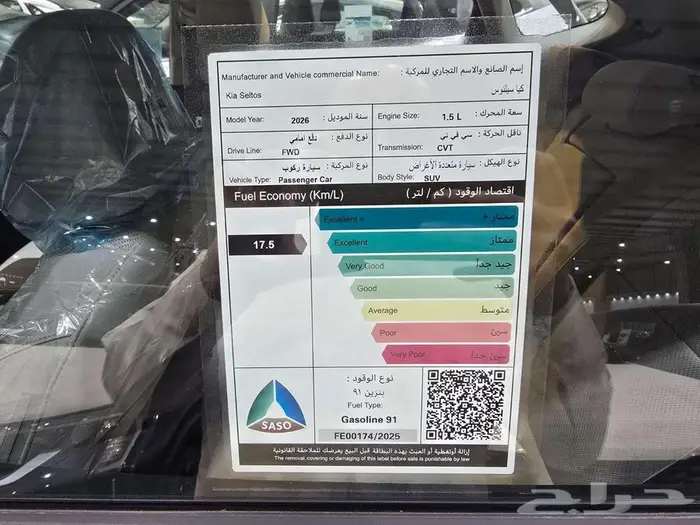 إسم الصانع والاسم التجاري للمركبة :
Manufacturer and Vehicle commercial Name:
كيا سيلتوس
Kia Seltos
Model Year: 2026 سنة الموديل :
Engine Size: 1.5 L سعة المحرك :
دفع امامي نوع الدفع :
Drive Line: FWD
سي في تي ناقل الحركة :
Transmission: CVT
سيارة ركوب نوع المركبة :
Vehicle Type: Passenger Car
سيارة متعددة الأغراض نوع الهيكل :
Body Style: SUV
Fuel Economy (Km/L) اقتصاد الوقود ( كم / لتر )
Excellent + ممتاز +
17.5
Excellent ممتاز
Very Good جيد جداً
Good جيد
Average متوسط
Poor سيئ
Very Poor سيئ جداً
نوع الوقود :
بنزين ٩١
Fuel Type:
Gasoline 91
FE00174/2025
SASO
إزالة أوتغطية أو العبث بهذه البطاقة قبل البيع يعرضك للملاحقة القانونية
The removal, covering or damaging of this label before sale is punishable by law
حراج